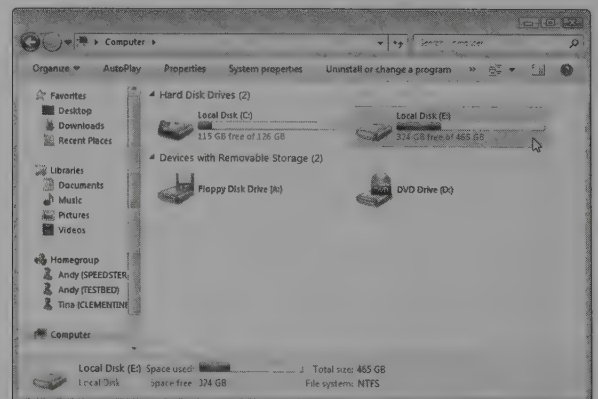 Computer
Organize AutoPlay Properties System properties Uninstall or change a program »
Favorites
Desktop
Downloads
Recent Places
Libraries
Documents
Music
Pictures
Videos
Homegroup
Andy (SPEEDSTER
Andy (TESTBED)
Tina (CLEMENTINE
Computer
Hard Disk Drives (2)
Local Disk (C:)
115 GB free of 126 GB
Local Disk (E:)
324 GB free of 465 GB
Devices with Removable Storage (2)
Floppy Disk Drive (A:)
DVD Drive (D:)
Local Disk (E:) Space used: Total size: 465 GB
Local Disk Space free: 324 GB File system: NTFS